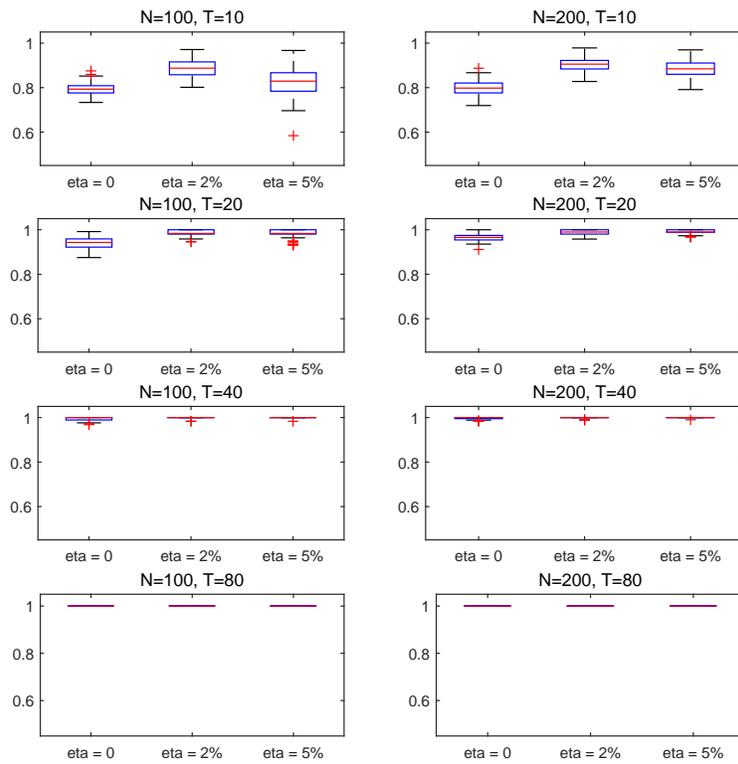 N=100, T=10
1
0.8
0.6
eta = 0 eta = 2% eta = 5%
N=200, T=10
1
0.8
0.6
eta = 0 eta = 2% eta = 5%
N=100, T=20
1
0.8
0.6
eta = 0 eta = 2% eta = 5%
N=200, T=20
1
0.8
0.6
eta = 0 eta = 2% eta = 5%
N=100, T=40
1
0.8
0.6
eta = 0 eta = 2% eta = 5%
N=200, T=40
1
0.8
0.6
eta = 0 eta = 2% eta = 5%
N=100, T=80
1
0.8
0.6
eta = 0 eta = 2% eta = 5%
N=200, T=80
1
0.8
0.6
eta = 0 eta = 2% eta = 5%